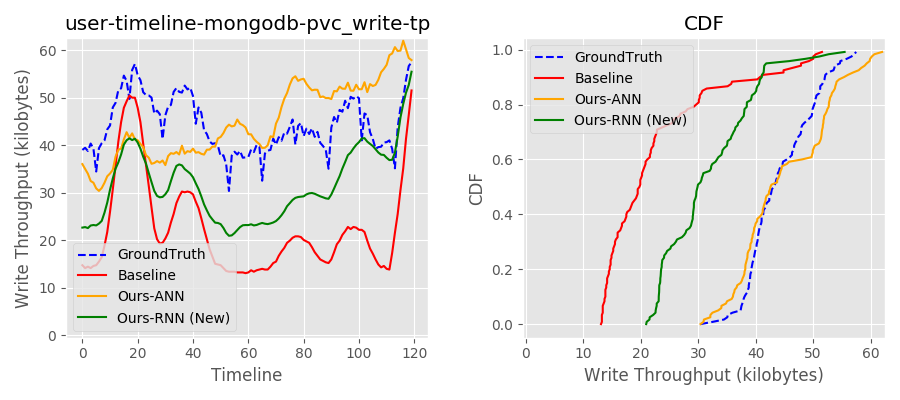 user-timeline-mongodb-pvc_write-tp
Write Throughput (kilobytes)
60
50
40
30
20
10
0
GroundTruth
Baseline
Ours-ANN
Ours-RNN (New)
0 20 40 60 80 100 120
Timeline
CDF
CDF
1.0
0.8
0.6
0.4
0.2
0.0
GroundTruth
Baseline
Ours-ANN
Ours-RNN (New)
0 10 20 30 40 50 60
Write Throughput (kilobytes)